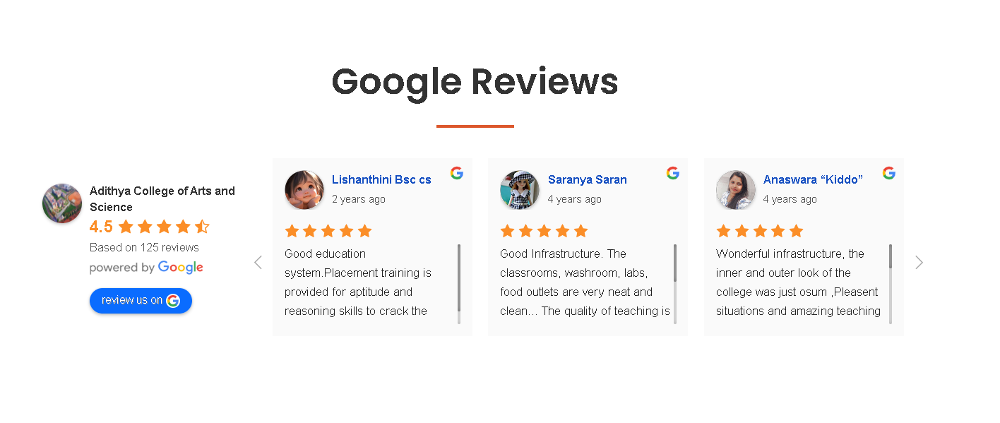 Google Reviews
Adithya College of Arts and
Science
4.5
Based on 125 reviews
powered by Google
review us on
Lishanthini Bsc cs
2 years ago
Good education
system.Placement training is
provided for aptitude and
reasoning skills to crack the
Saranya Saran
4 years ago
Good Infrastructure. The
classrooms, washroom, labs,
food outlets are very neat and
clean... The quality of teaching is
Anaswara “Kiddo”
4 years ago
Wonderful infrastructure, the
inner and outer look of the
college was just osum ,Pleasent
situations and amazing teaching